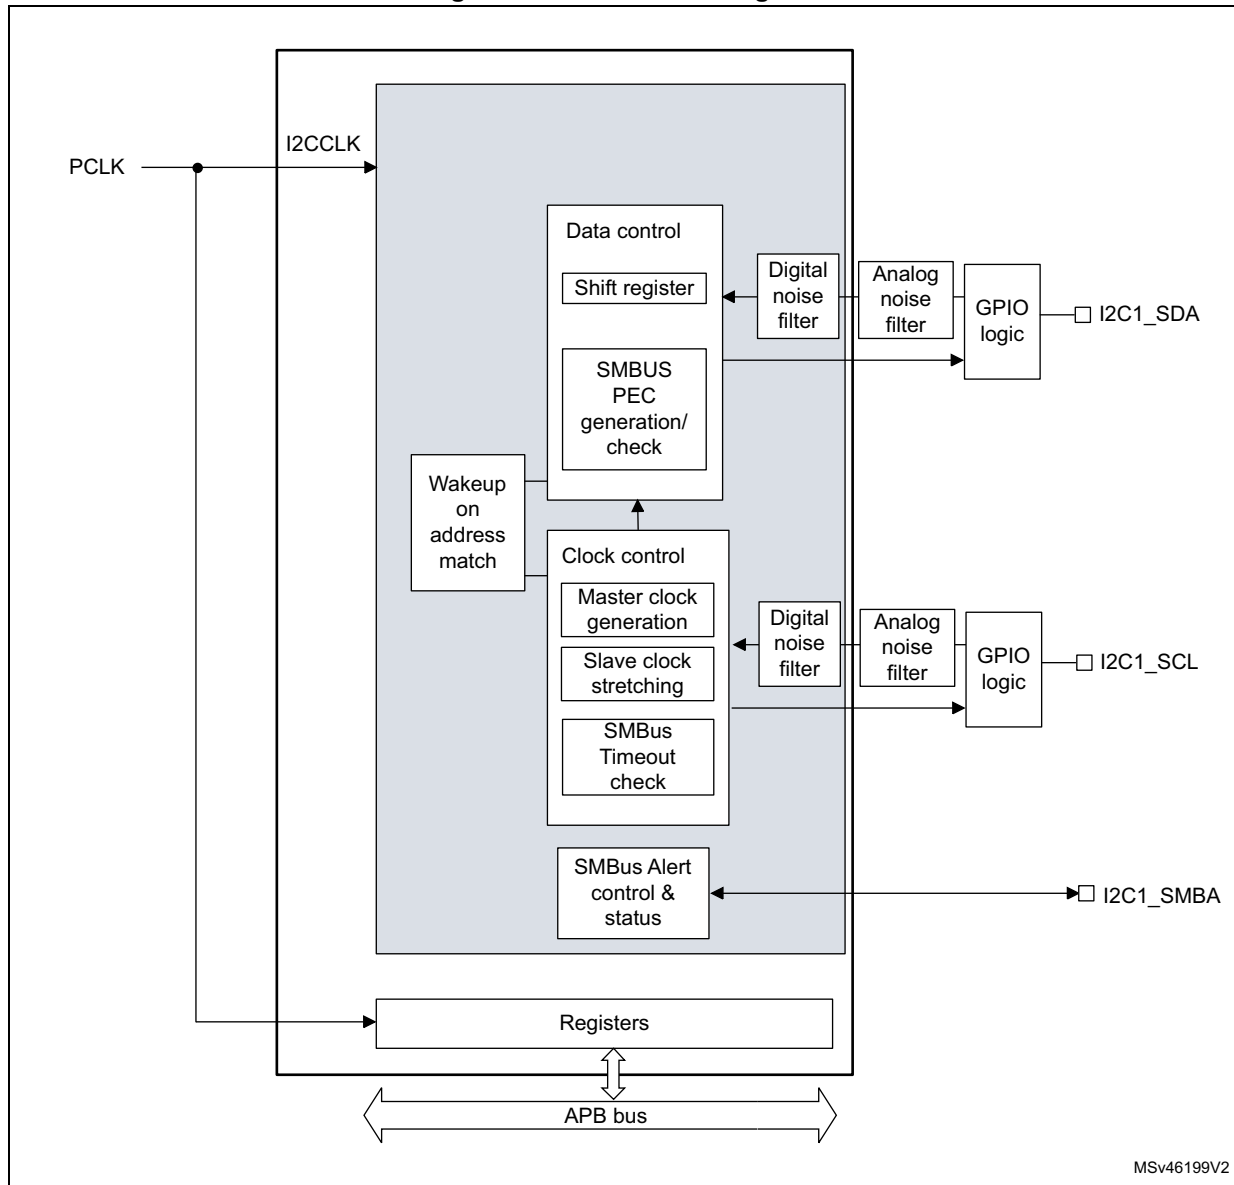 I2CCLK
PCLK
Data control
Shift register
SMBUS
PEC
generation/
check
Digital
noise
filter
Analog
noise
filter
GPIO
logic
I2C1_SDA
Wakeup
on
address
match
Clock control
Master clock
generation
Slave clock
stretching
SMBus
Timeout
check
Digital
noise
filter
Analog
noise
filter
GPIO
logic
I2C1_SCL
SMBus Alert
control &
status
I2C1_SMBA
Registers
APB bus
MSv46199V2